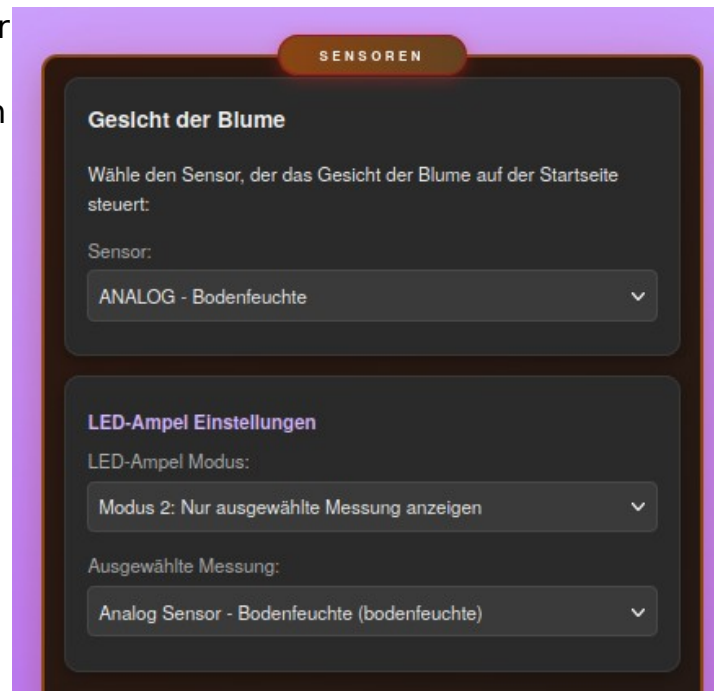 r
n
SENSOREN
Gesicht der Blume
Wähle den Sensor, der das Gesicht der Blume auf der Startseite
steuert:
Sensor:
ANALOG - Bodenfeuchte
LED-Ampel Einstellungen
LED-Ampel Modus:
Modus 2: Nur ausgewählte Messung anzeigen
Ausgewählte Messung:
Analog Sensor - Bodenfeuchte (bodenfeuchte)